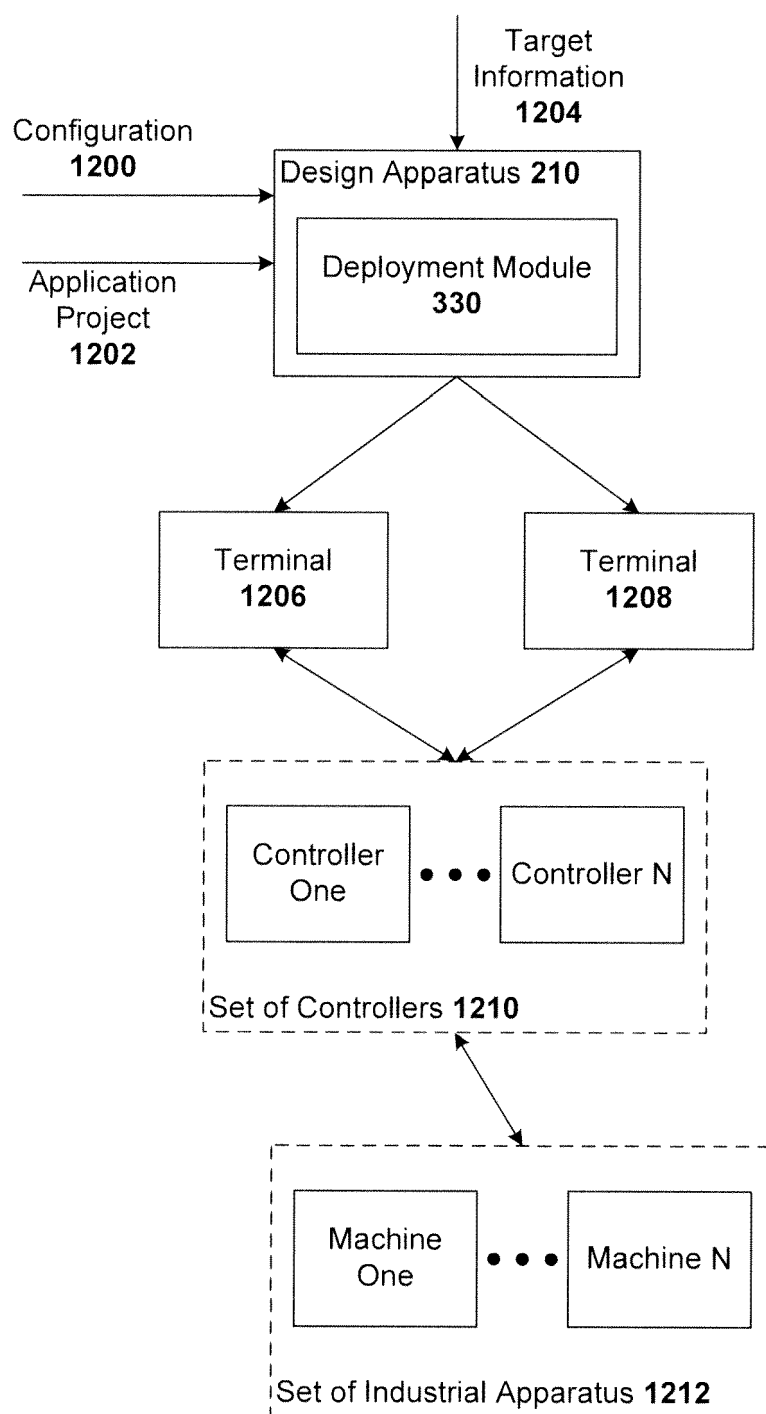 Target
Information
1204
Configuration
1200
Design Apparatus 210
Deployment Module
330
Application
Project
1202
Terminal
1206
Terminal
1208
Controller
One
Controller N
Set of Controllers 1210
Machine
One
Machine N
Set of Industrial Apparatus 1212